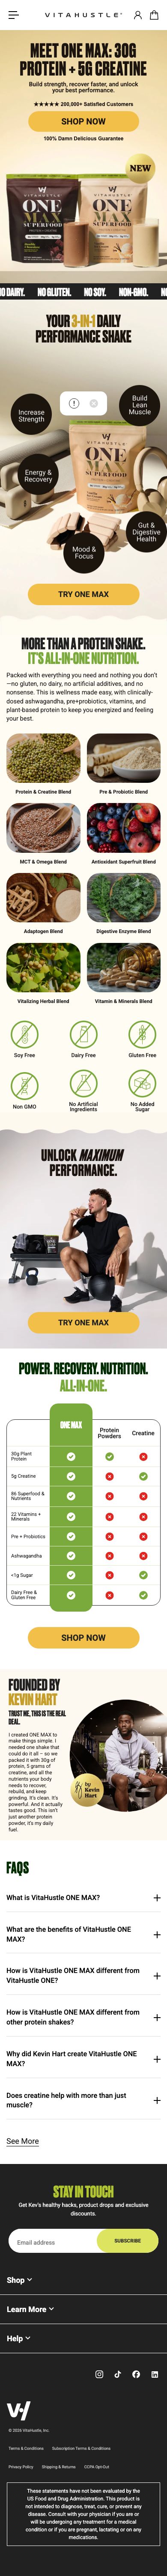 VITAHUSTLE
MEET ONE MAX: 30G
PROTEIN + 5G CREATINE
Build strength, recover faster, and unlock
your best performance.
★★★★★ 200,000+ Satisfied Customers
SHOP NOW
100% Damn Delicious Guarantee
NEW
VITAHUSTLE
ONE
MAX
SUPERFOOD
VITAHUSTLE
ONE
MAX
SUPERFOOD
NO DAIRY. NO GLUTEN. NO SOY. NON-GMO.
YOUR 3-IN-1 DAILY
PERFORMANCE SHAKE
Increase
Strength
Build
Lean
Muscle
VITAHUSTLE
ONE
MAX
SUPERFOOD
Energy &
Recovery
Gut &
Digestive
Health
Mood &
Focus
TRY ONE MAX
MORE THAN A PROTEIN SHAKE.
IT'S ALL-IN-ONE NUTRITION.
Packed with everything you need and nothing you don't
—no gluten, no dairy, no artificial additives, and no
nonsense. This is wellness made easy, with clinically-
dosed ashwagandha, pre+probiotics, vitamins, and
plant-based protein to keep you energized and feeling
your best.
Protein & Creatine Blend
Pre & Probiotic Blend
MCT & Omega Blend
Antioxidant Superfruit Blend
Adaptogen Blend
Digestive Enzyme Blend
Vitalizing Herbal Blend
Vitamin & Minerals Blend
Soy Free
Dairy Free
Gluten Free
Non GMO
No Artificial
Ingredients
No Added
Sugar
UNLOCK MAXIMUM
PERFORMANCE.
TRY ONE MAX
POWER. RECOVERY. NUTRITION.
ALL-IN-ONE.
ONE MAX
Protein
Powders
Creatine
30g Plant
Protein
5g Creatine
86 Superfood &
Nutrients
22 Vitamins +
Minerals
Pre + Probiotics
Ashwagandha
<1g Sugar
Dairy Free &
Gluten Free
SHOP NOW
FOUNDED BY
KEVIN HART
TRUST ME, THIS IS THE REAL
DEAL.
I created ONE MAX to
make things simple. I
needed one shake that
could do it all – so we
packed it with 30g of
protein, 5 grams of
creatine, and all the
nutrients your body
needs to recover,
rebuild, and keep
grinding. It's clean. It's
powerful. And it actually
tastes good. This isn't
just another protein
powder, it's my daily
fuel.
by
Kevin
Hart
FAQS
What is VitaHustle ONE MAX?
What are the benefits of VitaHustle ONE
MAX?
How is VitaHustle ONE MAX different from
VitaHustle ONE?
How is VitaHustle ONE MAX different from
other protein shakes?
Why did Kevin Hart create VitaHustle ONE
MAX?
Does creatine help with more than just
muscle?
See More
STAY IN TOUCH
Get Kev's healthy hacks, product drops and exclusive
discounts.
Email address
SUBSCRIBE
Shop
Learn More
Help
© 2026 VitaHustle, Inc.
Terms & Conditions
Subscription Terms & Conditions
Privacy Policy
Shipping & Returns
CCPA Opt-Out
These statements have not been evaluated by the
US Food and Drug Administration. This product is
not intended to diagnose, treat, cure, or prevent any
disease. Consult with your physician if you are or
will be undergoing any treatment for a medical
condition or if you are pregnant, lactating or on any
medications.